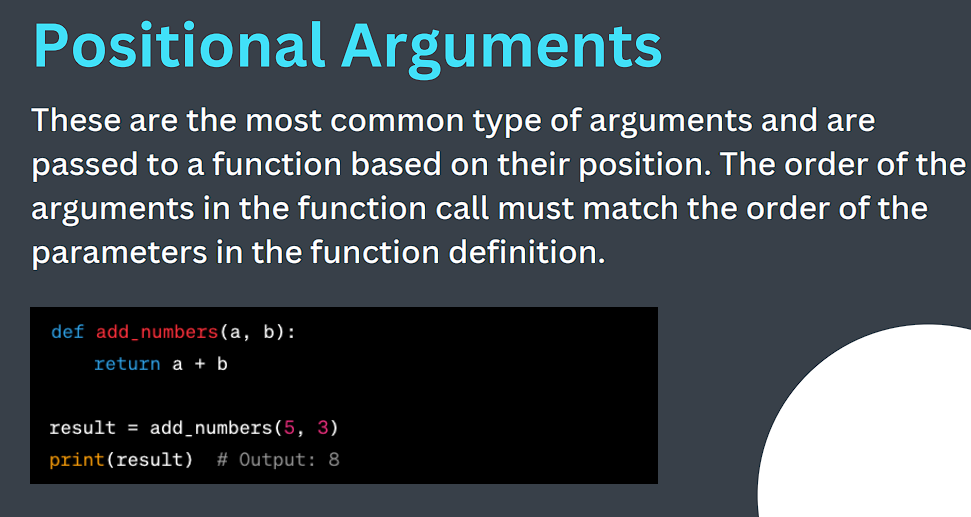 Positional Arguments
These are the most common type of arguments and are
passed to a function based on their position. The order of the
arguments in the function call must match the order of the
parameters in the function definition.
def add_numbers(a, b):
    return a + b
result = add_numbers(5, 3)
print(result)  # Output: 8